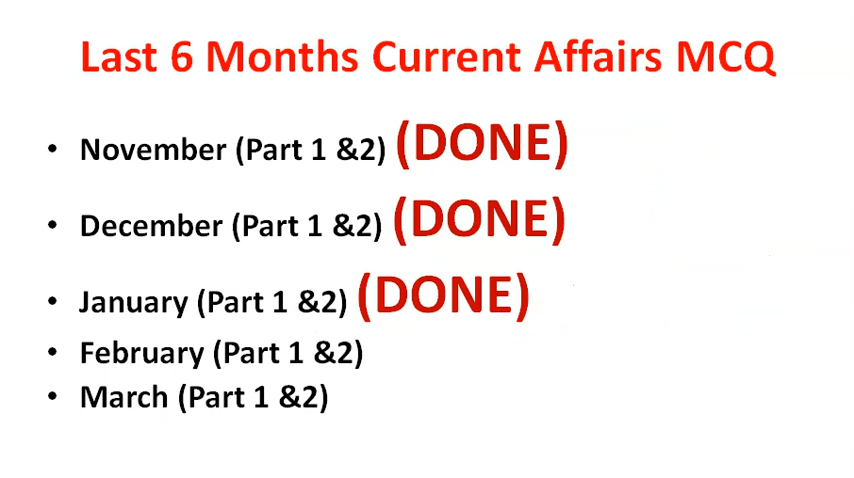 Last 6 Months Current Affairs MCQ
• November (Part 1 &2) (DONE)
• December (Part 1 &2) (DONE)
• January (Part 1 &2) (DONE)
• February (Part 1 &2)
• March (Part 1 &2)